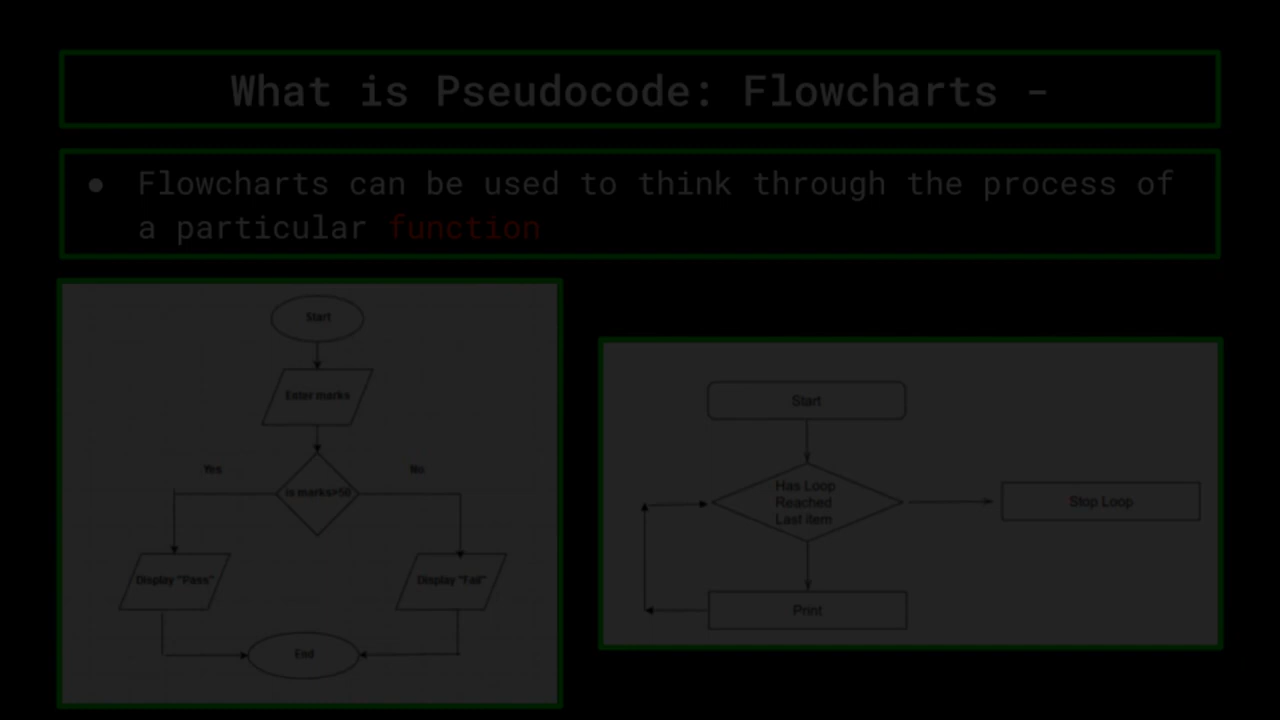 What is Pseudocode: Flowcharts -
● Flowcharts can be used to think through the process of
a particular function
Start
Enter marks
Yes
No
is marks>50
Display "Pass"
Display "Fail"
End
Start
Has Loop
Reached
Last item
Stop Loop
Print